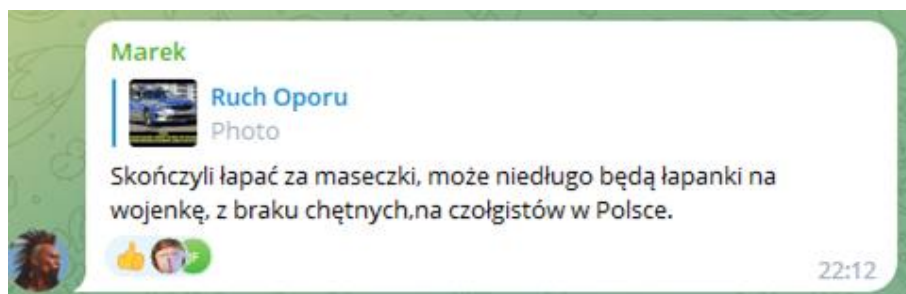 Marek
Ruch Oporu
Photo
Skończyli łapać za maseczki, może niedługo będą łapanki na
wojenkę, z braku chętnych,na czołgistów w Polsce.
22:12